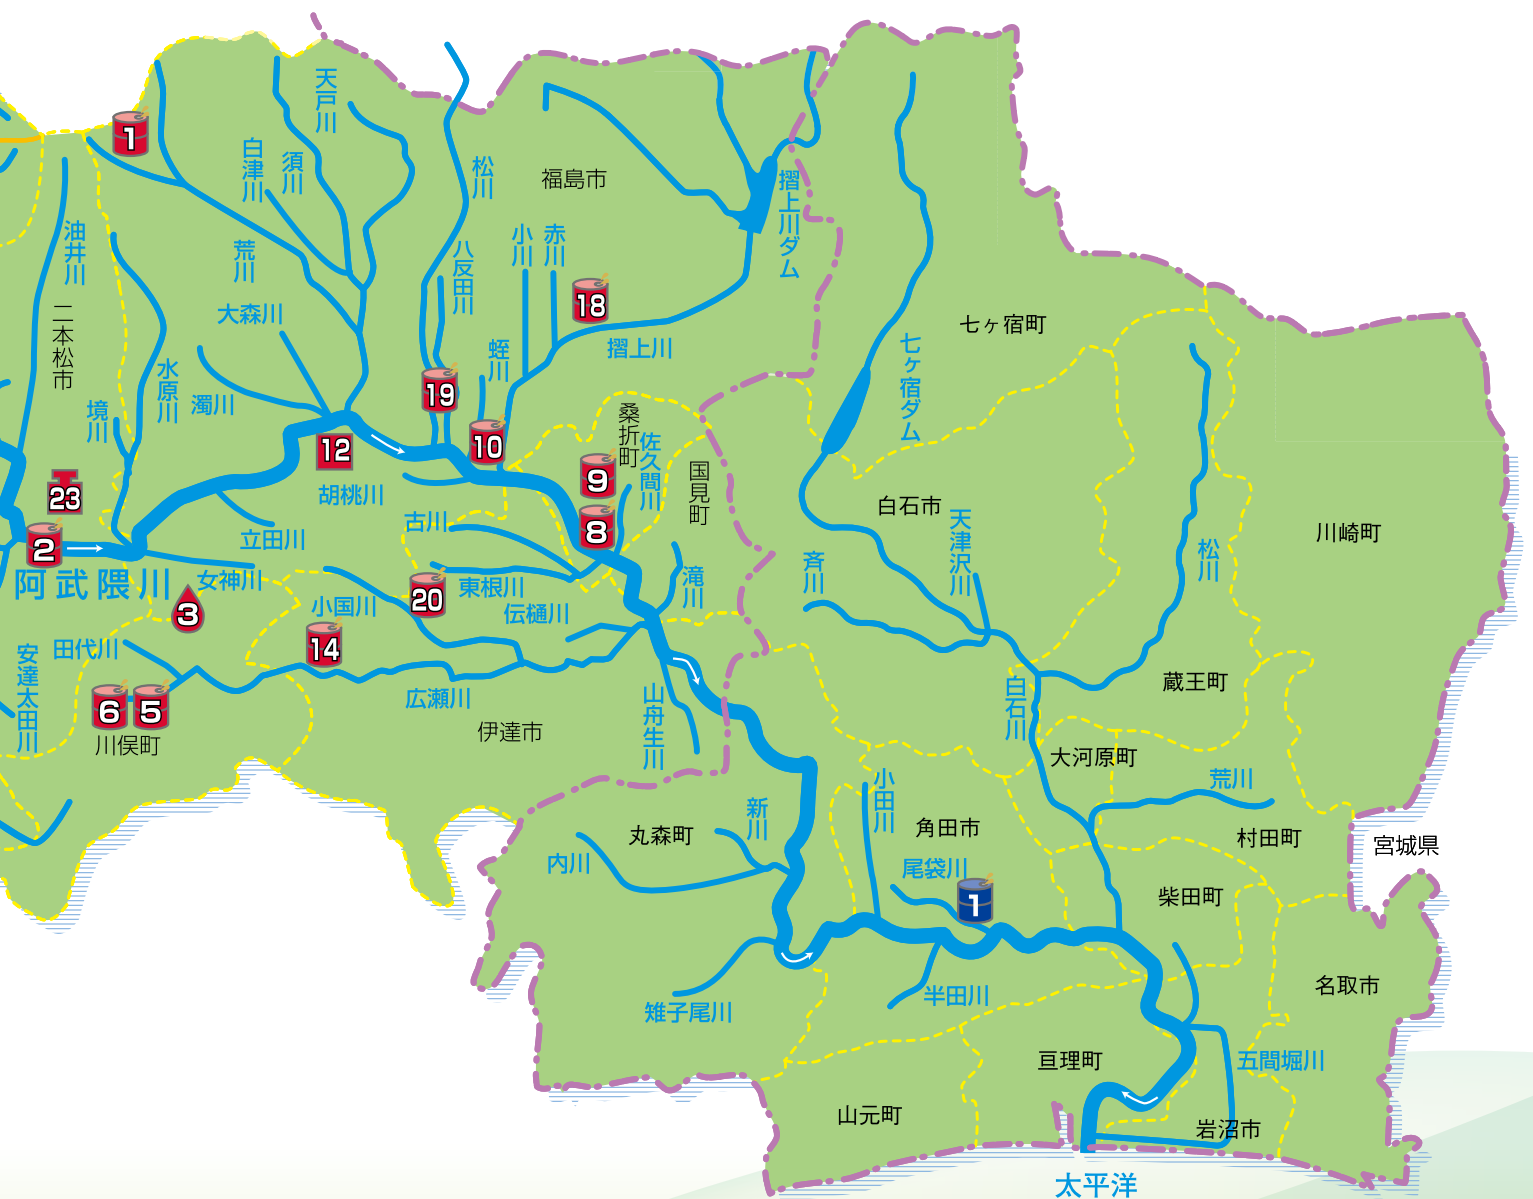 天戸川
1
白津川
須川
松川
福島市
摺上川ダム
油井川
荒川
八反田川
小川
赤川
18
二本松市
大森川
七ヶ宿町
水原川
蛭川
摺上川
七ヶ宿ダム
境川
濁川
19
桑折町
佐久間川
10
12
国見町
9
23
胡桃川
白石市
天津沢川
古川
8
川崎町
2
立田川
松川
斉川
阿武隈川
女神川
東根川
滝川
20
3
小国川
伝樋川
14
安達太田川
田代川
蔵王町
白石川
広瀬川
山舟生川
6
5
川俣町
伊達市
大河原町
小田川
荒川
新川
丸森町
角田市
村田町
宮城県
内川
尾袋川
1
柴田町
名取市
半田川
雉子尾川
亘理町
五間堀川
山元町
岩沼市
太平洋